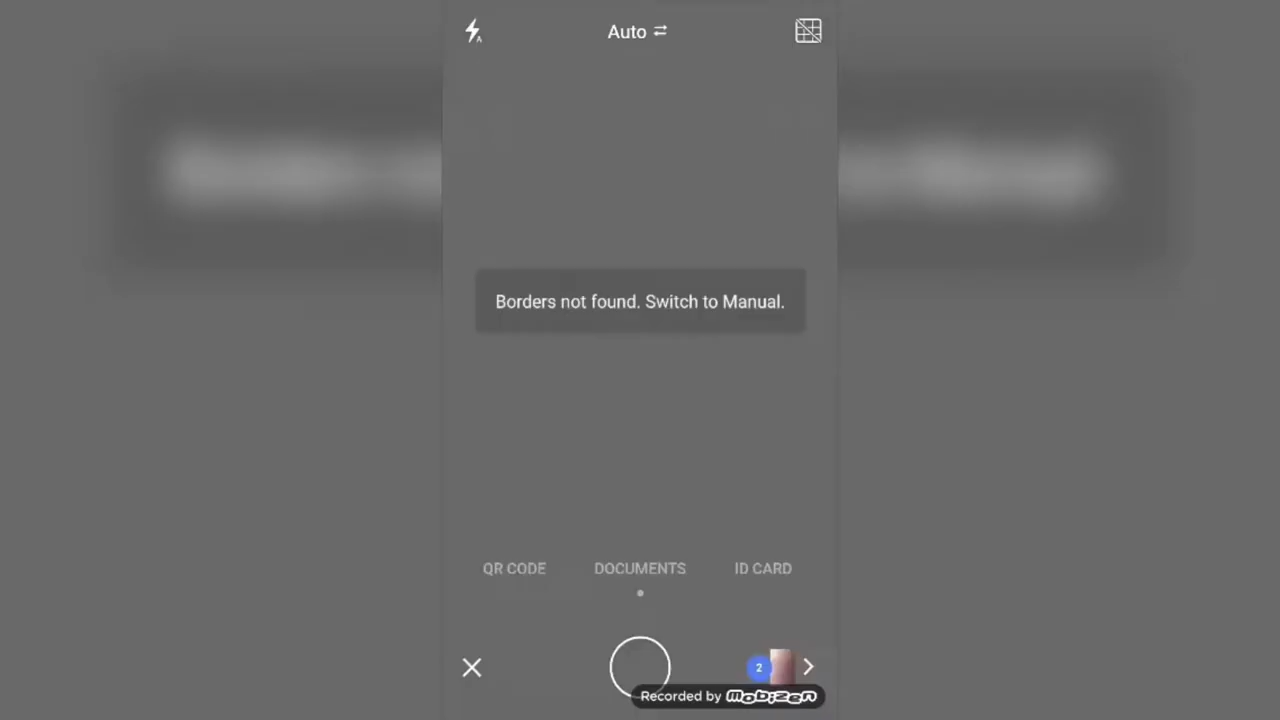 Auto
A
Borders not found. Switch to Manual.
QR CODE
DOCUMENTS
ID CARD
2
Recorded by Mobizen